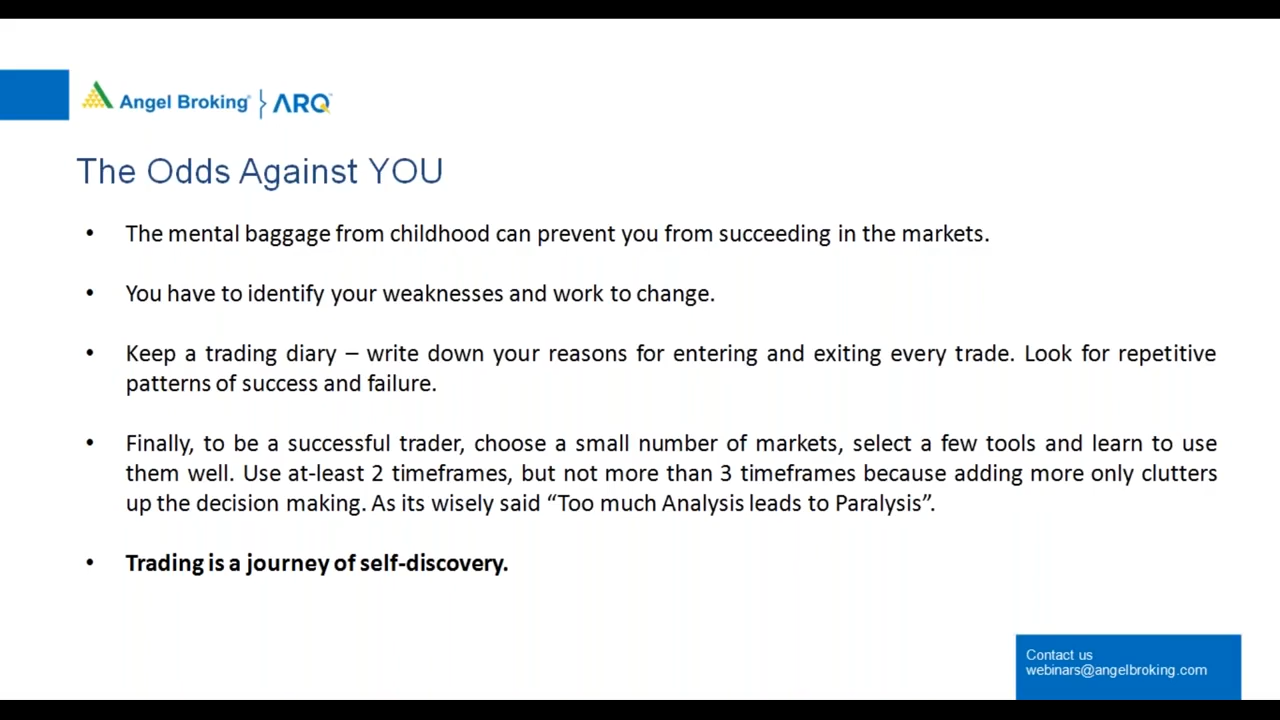 Angel Broking ARQ
The Odds Against YOU
• The mental baggage from childhood can prevent you from succeeding in the markets.
• You have to identify your weaknesses and work to change.
• Keep a trading diary – write down your reasons for entering and exiting every trade. Look for repetitive
patterns of success and failure.
• Finally, to be a successful trader, choose a small number of markets, select a few tools and learn to use
them well. Use at-least 2 timeframes, but not more than 3 timeframes because adding more only clutters
up the decision making. As its wisely said “Too much Analysis leads to Paralysis”.
• Trading is a journey of self-discovery.
Contact us
webinars@angelbroking.com